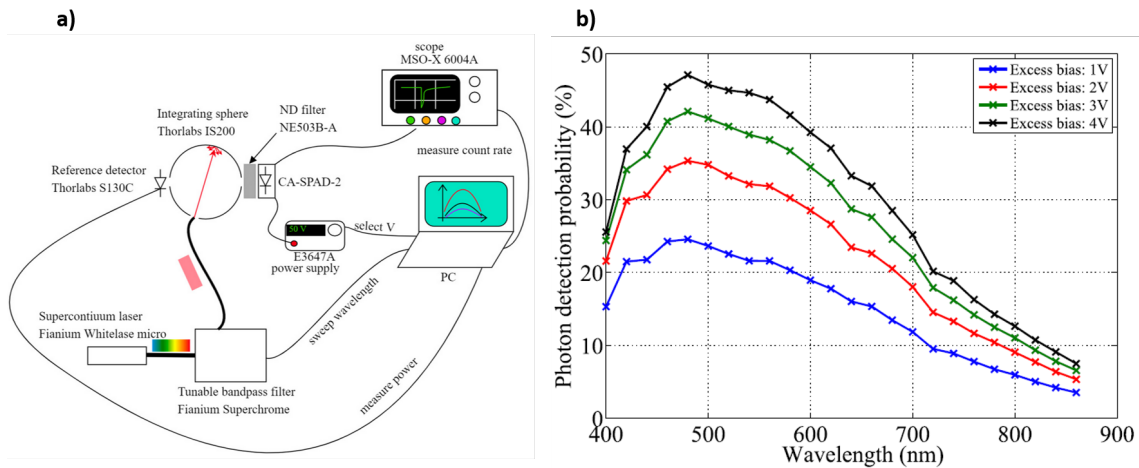 a)
scope
MSO-X 6004A
Integrating sphere
Thorlabs IS200
ND filter
NE503B-A
measure count rate
Reference detector
Thorlabs S130C
CA-SPAD-2
50 V
select V
E3647A
power supply
PC
Supercontiuum laser
Fianium Whitelase micro
sweep wavelength
measure power
Tunable bandpass filter
Fianium Superchrome
b)
Photon detection probability (%)
50
40
30
20
10
0
400 500 600 700 800 900
Wavelength (nm)
Excess bias: 1V
Excess bias: 2V
Excess bias: 3V
Excess bias: 4V